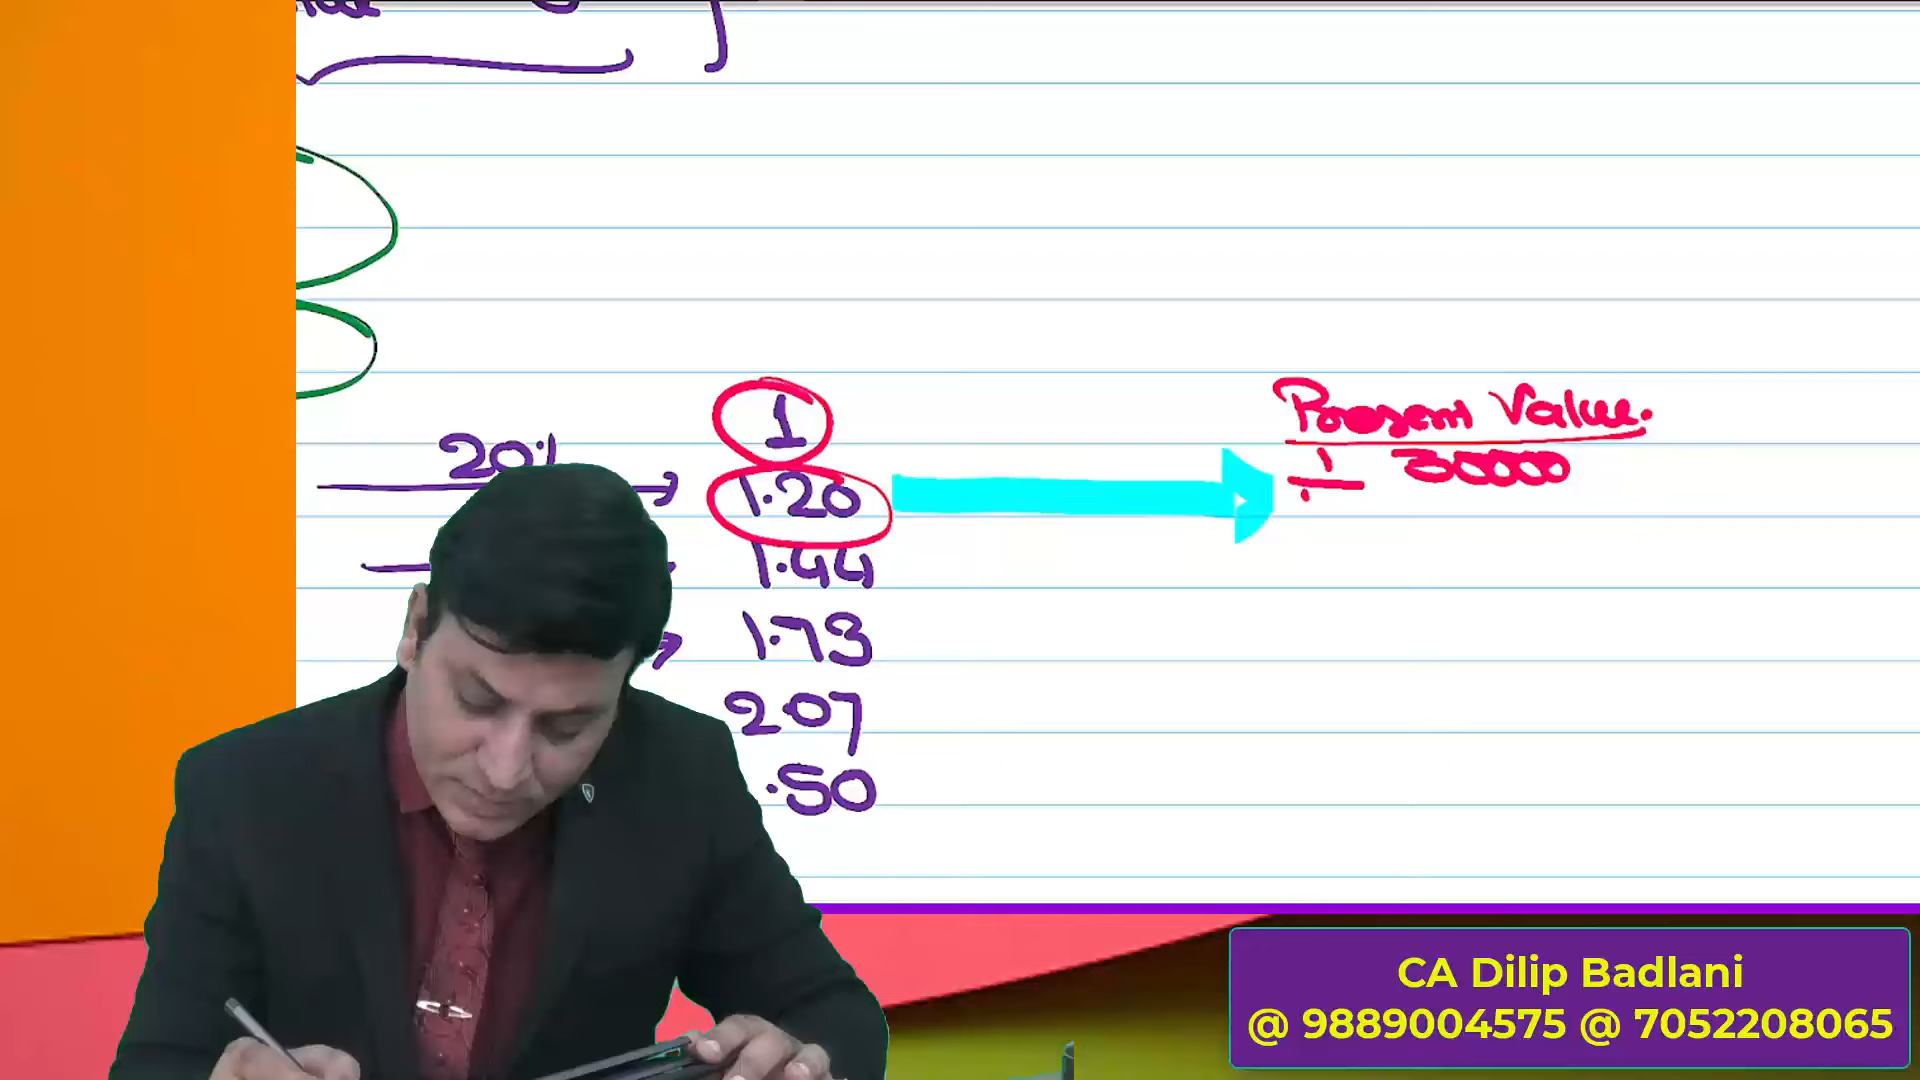 1
Present Value.
20%
1.20
1 30000
1.44
1.73
2.07
.50
CA Dilip Badlani
@ 9889004575 @ 7052208065